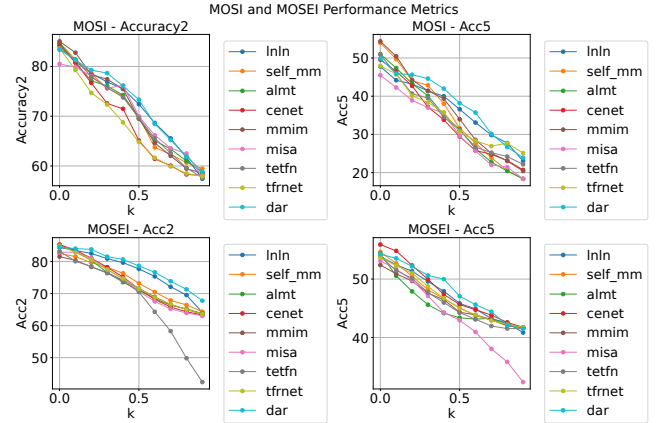 MOSI and MOSEI Performance Metrics
MOSI - Accuracy2
Accuracy2
80
70
60
0.0
0.5
k
lnln
self_mm
almt
cenet
mmim
misa
tetfn
tfrnet
dar
MOSI - Acc5
Acc5
50
40
30
20
0.0
0.5
k
lnln
self_mm
almt
cenet
mmim
misa
tetfn
tfrnet
dar
MOSEI - Acc2
Acc2
80
70
60
50
0.0
0.5
k
lnln
self_mm
almt
cenet
mmim
misa
tetfn
tfrnet
dar
MOSEI - Acc5
Acc5
50
40
0.0
0.5
k
lnln
self_mm
almt
cenet
mmim
misa
tetfn
tfrnet
dar